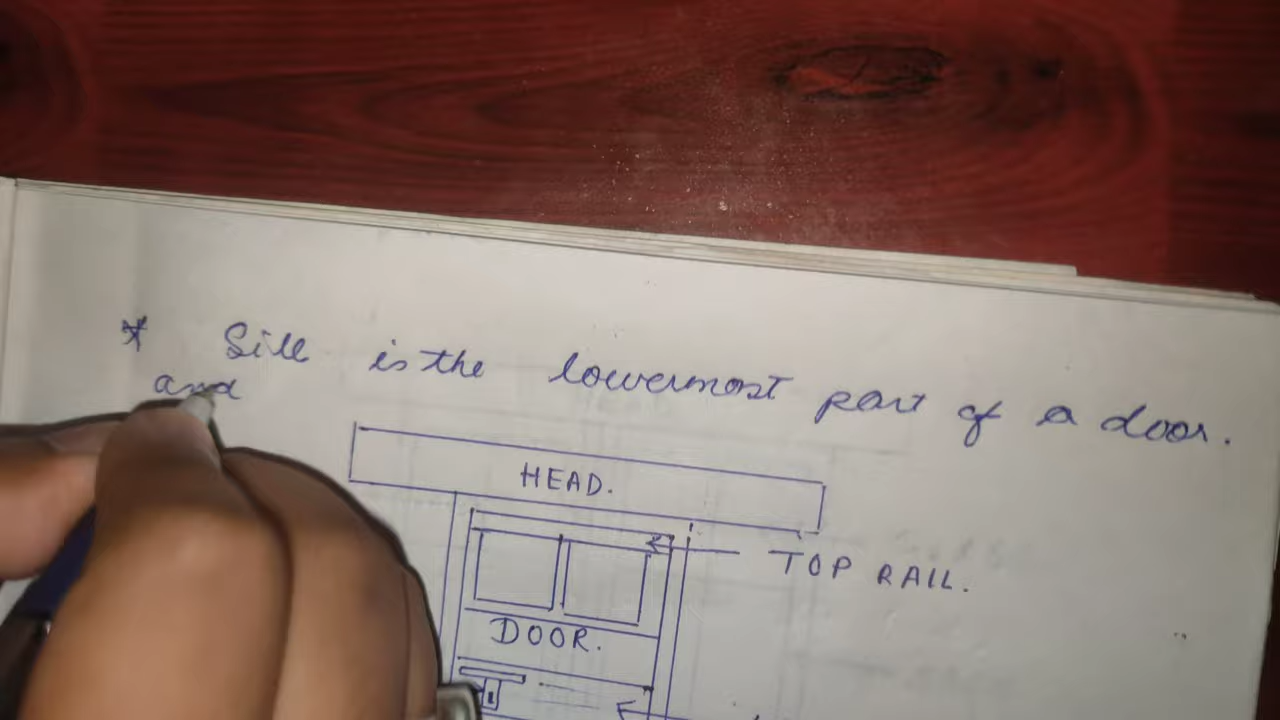 * Sill is the lowermost part of a door.
and
HEAD.
TOP RAIL.
DOOR.